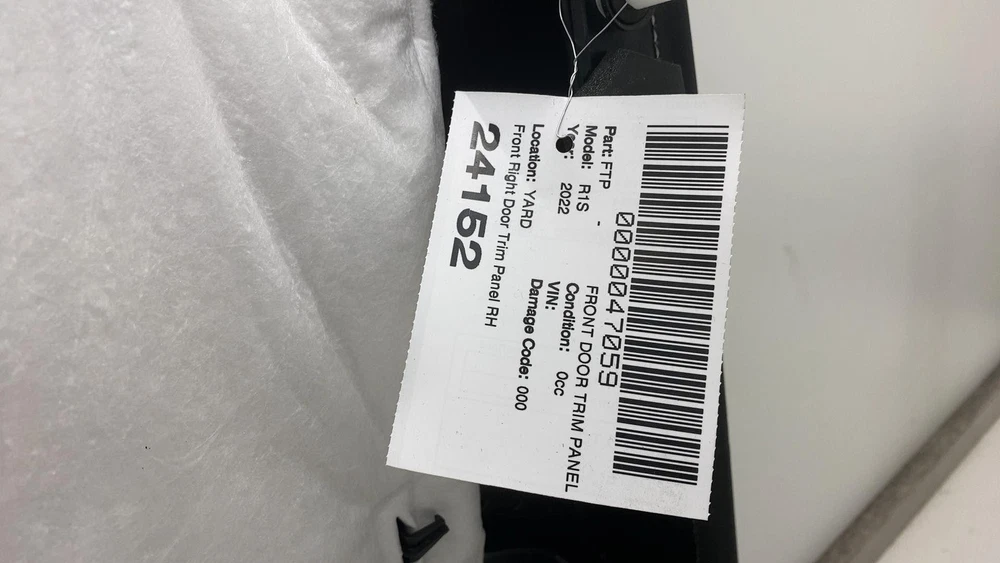 0000047059
Part: FTP - FRONT DOOR TRIM PANEL
Model: R1S Condition: 0cc
Year: 2022 VIN:
Location: YARD Damage Code: 000
Front Right Door Trim Panel RH
24152